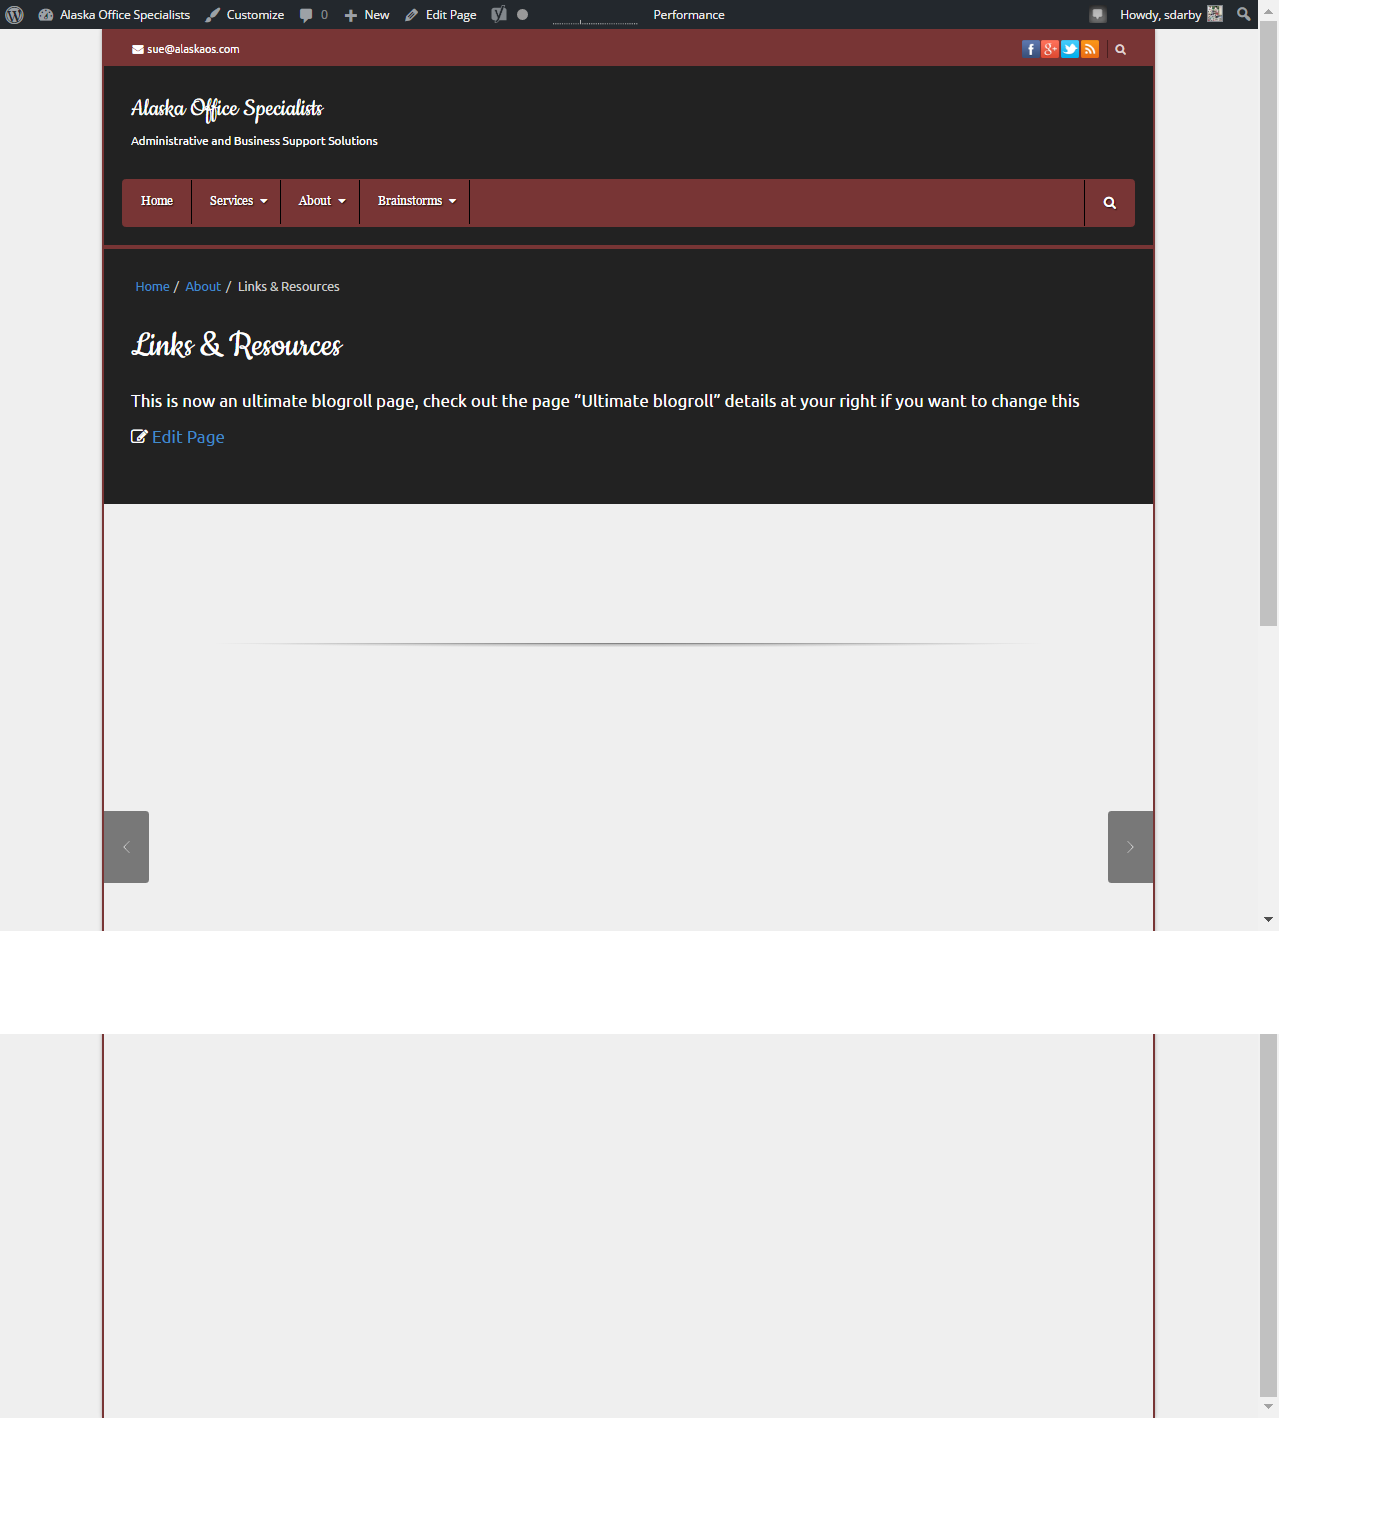 Alaska Office Specialists Customize 0 New Edit Page Performance Howdy, sdarby
sue@alaskaos.com
Alaska Office Specialists
Administrative and Business Support Solutions
Home Services About Brainstorms
Home / About / Links & Resources
Links & Resources
This is now an ultimate blogroll page, check out the page “Ultimate blogroll” details at your right if you want to change this
Edit Page